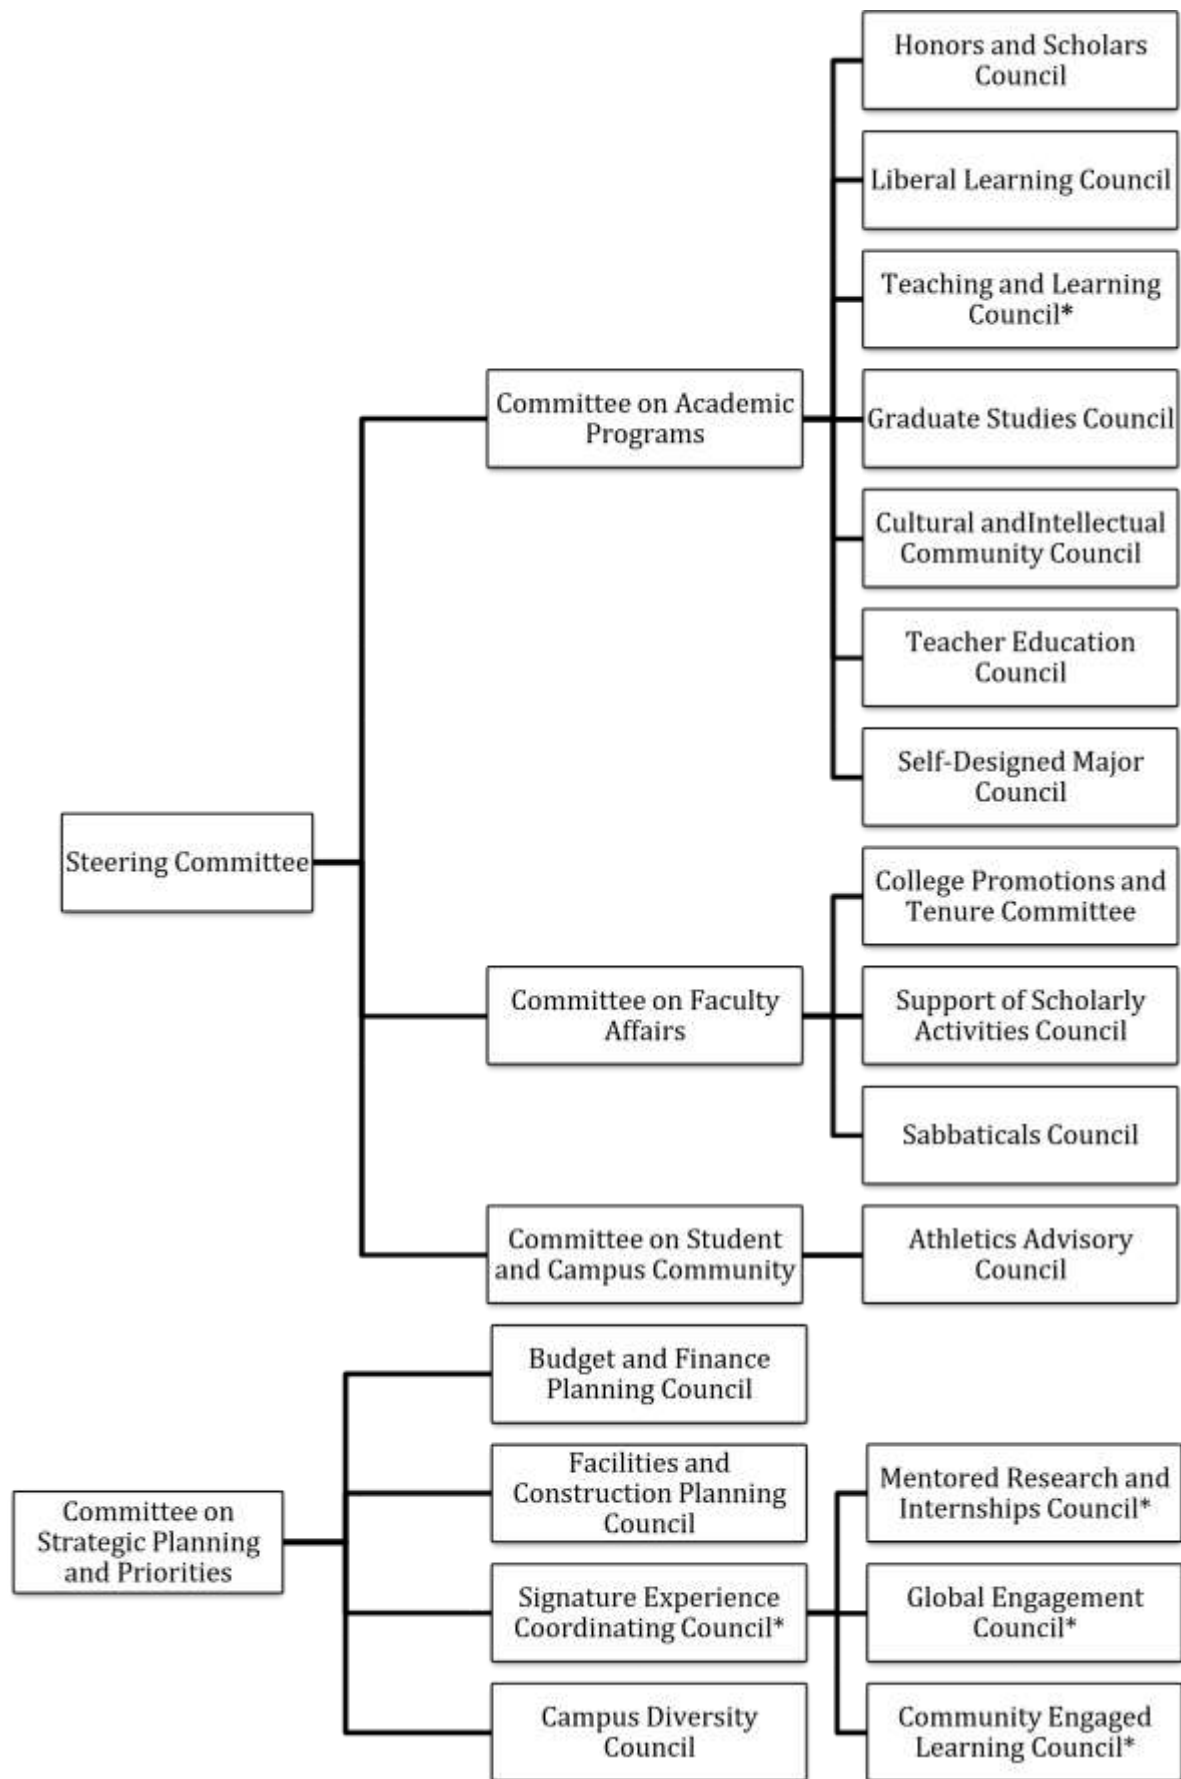 Honors and Scholars
Council
Liberal Learning Council
Teaching and Learning
Council*
Committee on Academic
Programs
Graduate Studies Council
Cultural andIntellectual
Community Council
Teacher Education
Council
Self-Designed Major
Council
Steering Committee
College Promotions and
Tenure Committee
Committee on Faculty
Affairs
Support of Scholarly
Activities Council
Sabbaticals Council
Committee on Student
and Campus Community
Athletics Advisory
Council
Budget and Finance
Planning Council
Facilities and
Construction Planning
Council
Mentored Research and
Internships Council*
Committee on
Strategic Planning
and Priorities
Signature Experience
Coordinating Council*
Global Engagement
Council*
Campus Diversity
Council
Community Engaged
Learning Council*